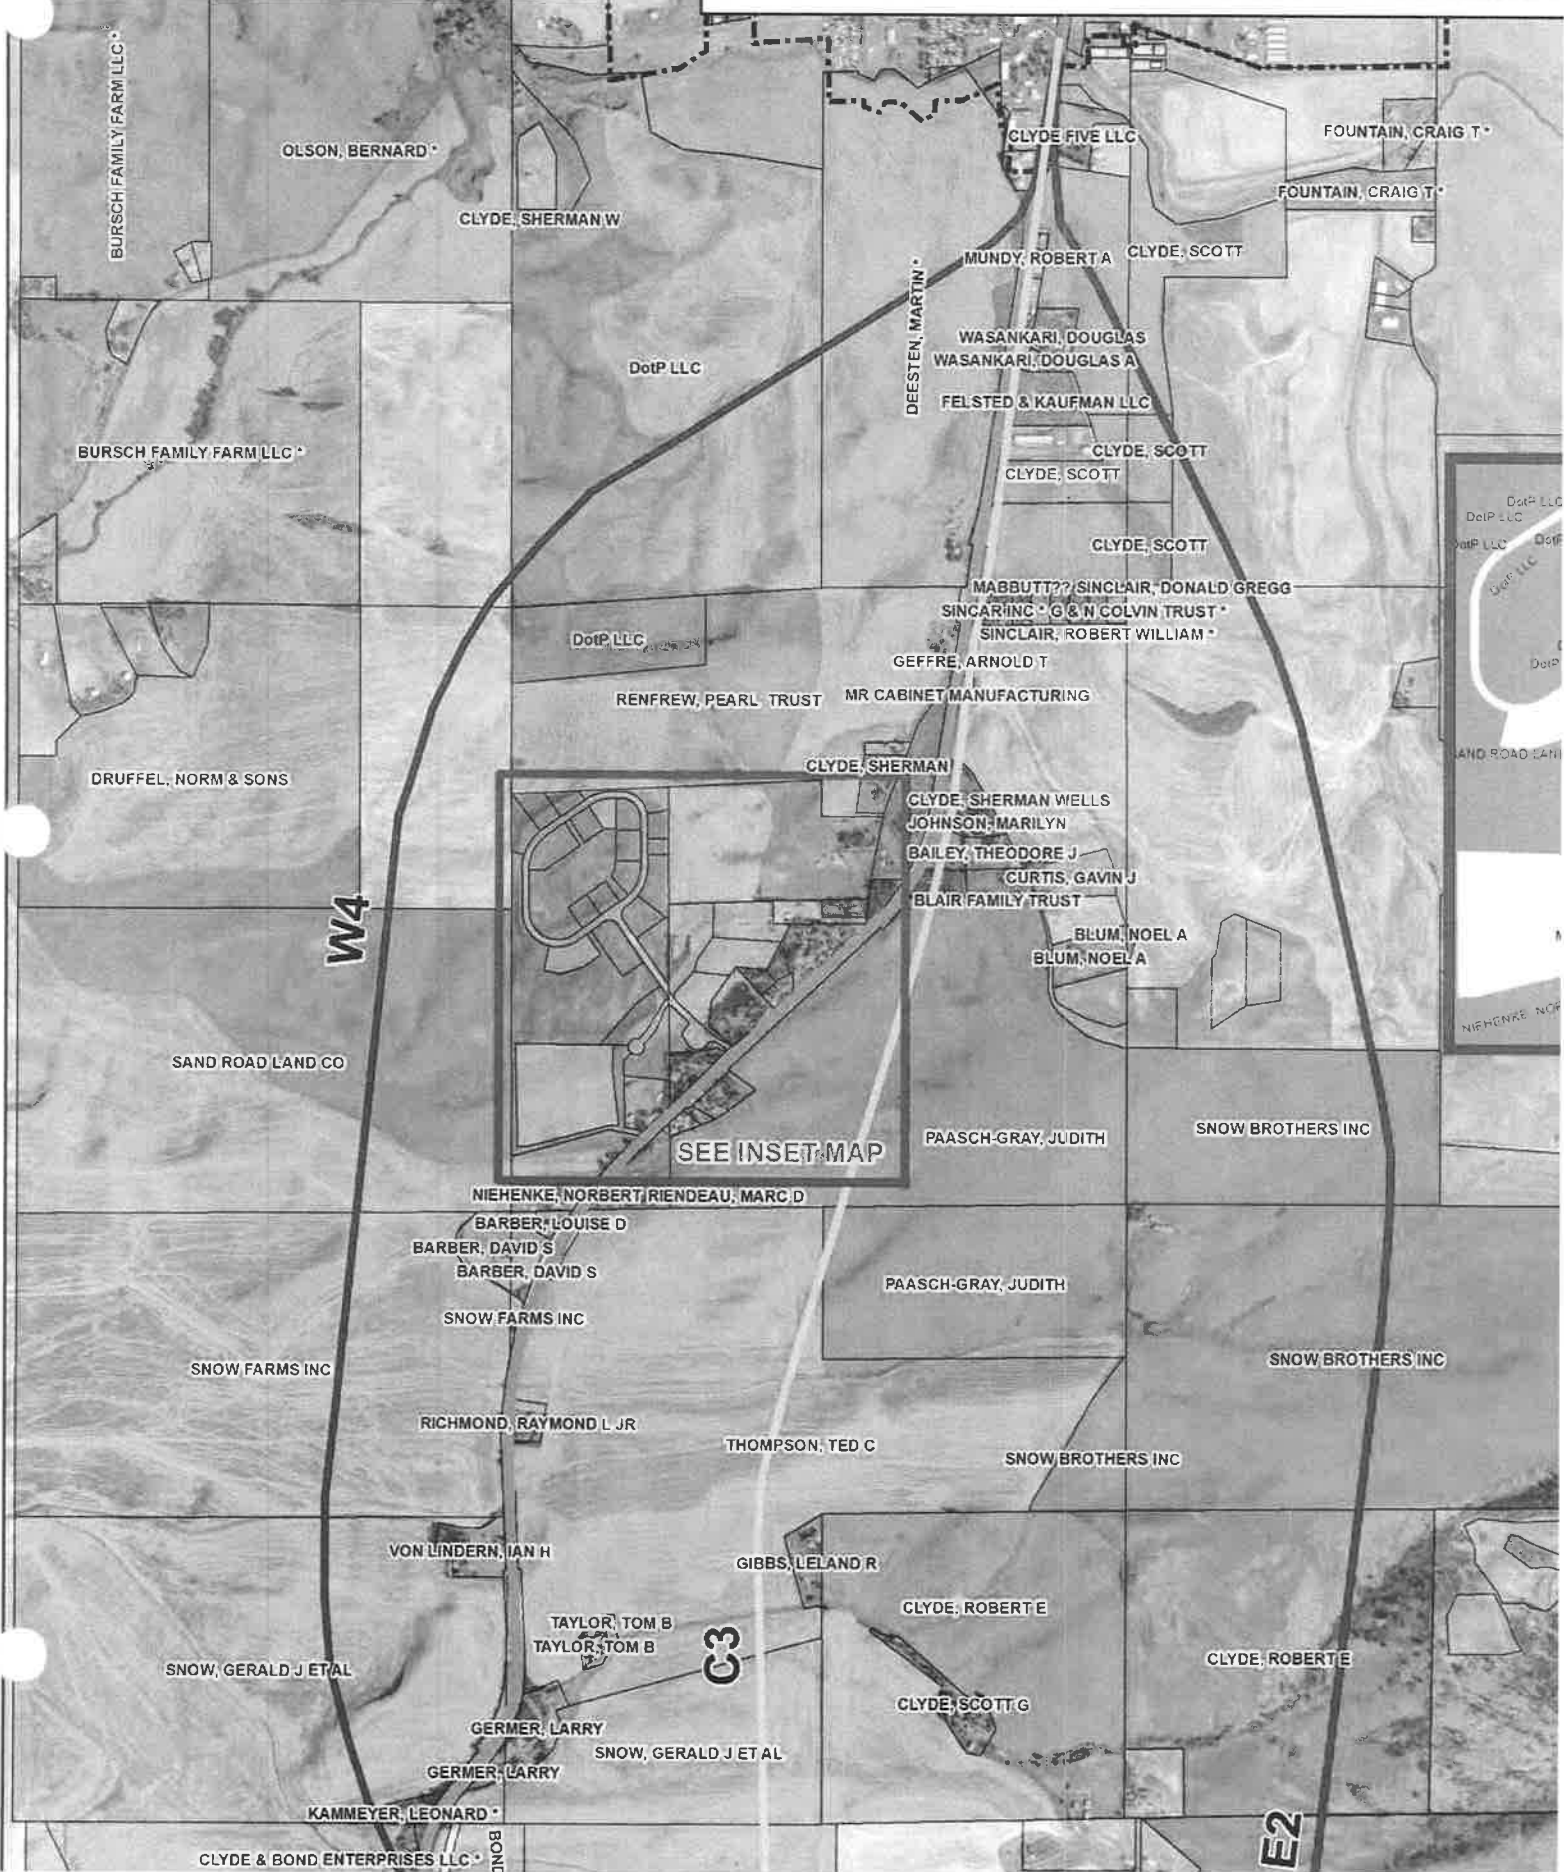 BURSCH FAMILY FARM LLC *
OLSON, BERNARD *
CLYDE, SHERMAN W
CLYDE FIVE LLC
FOUNTAIN, CRAIG T *
FOUNTAIN, CRAIG T *
MUNDY, ROBERT A
CLYDE, SCOTT
DEESTEN, MARTIN *
WASANKARI, DOUGLAS
WASANKARI, DOUGLAS A
DotP LLC
FELSTED & KAUFMAN LLC
BURSCH FAMILY FARM LLC *
CLYDE, SCOTT
CLYDE, SCOTT
CLYDE, SCOTT
DotP LLC
DotP LLC
DotP LLC
DotP LLC
MABBUTT?? SINCLAIR, DONALD GREGG
SINCAR INC * G & N COLVIN TRUST *
SINCLAIR, ROBERT WILLIAM *
DotP LLC
GEFFRE, ARNOLD T
RENFREW, PEARL TRUST
MR CABINET MANUFACTURING
DRUFFEL, NORM & SONS
CLYDE, SHERMAN
CLYDE, SHERMAN WELLS
JOHNSON, MARILYN
BAILEY, THEODORE J
CURTIS, GAVIN J
BLAIR FAMILY TRUST
W4
BLUM, NOEL A
BLUM, NOEL A
SAND ROAD LAND CO
SEE INSET MAP
PAASCH-GRAY, JUDITH
SNOW BROTHERS INC
NIEHENKE, NORBERT RIENDEAU, MARC D
BARBER, LOUISE D
BARBER, DAVID S
BARBER, DAVID S
PAASCH-GRAY, JUDITH
SNOW FARMS INC
SNOW FARMS INC
SNOW BROTHERS INC
RICHMOND, RAYMOND L JR
THOMPSON, TED C
SNOW BROTHERS INC
VON LINDERN, IAN H
GIBBS, LELAND R
CLYDE, ROBERT E
TAYLOR, TOM B
TAYLOR, TOM B
C3
SNOW, GERALD J ET AL
CLYDE, ROBERT E
CLYDE, SCOTT G
GERMER, LARRY
SNOW, GERALD J ET AL
GERMER, LARRY
KAMMEYER, LEONARD *
CLYDE & BOND ENTERPRISES LLC *
BOND
E2
ROAD
NIEHENKE